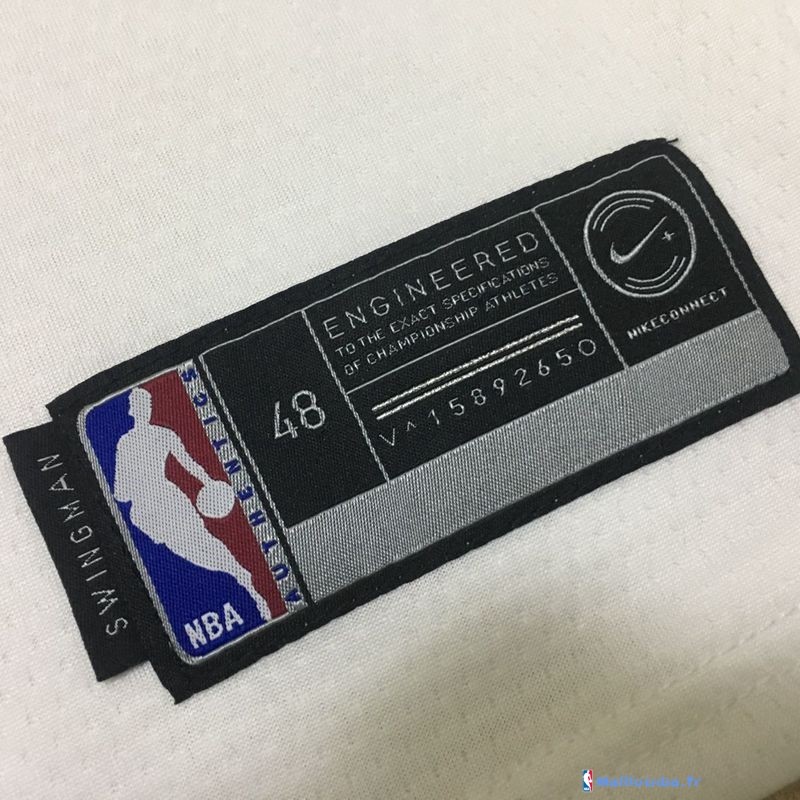 SWINGMAN
NBA
AUTHENTICS
48
ENGINEERED
TO THE EXACT SPECIFICATIONS
OF CHAMPIONSHIP ATHLETES
V^15892650
NIKECONNECT